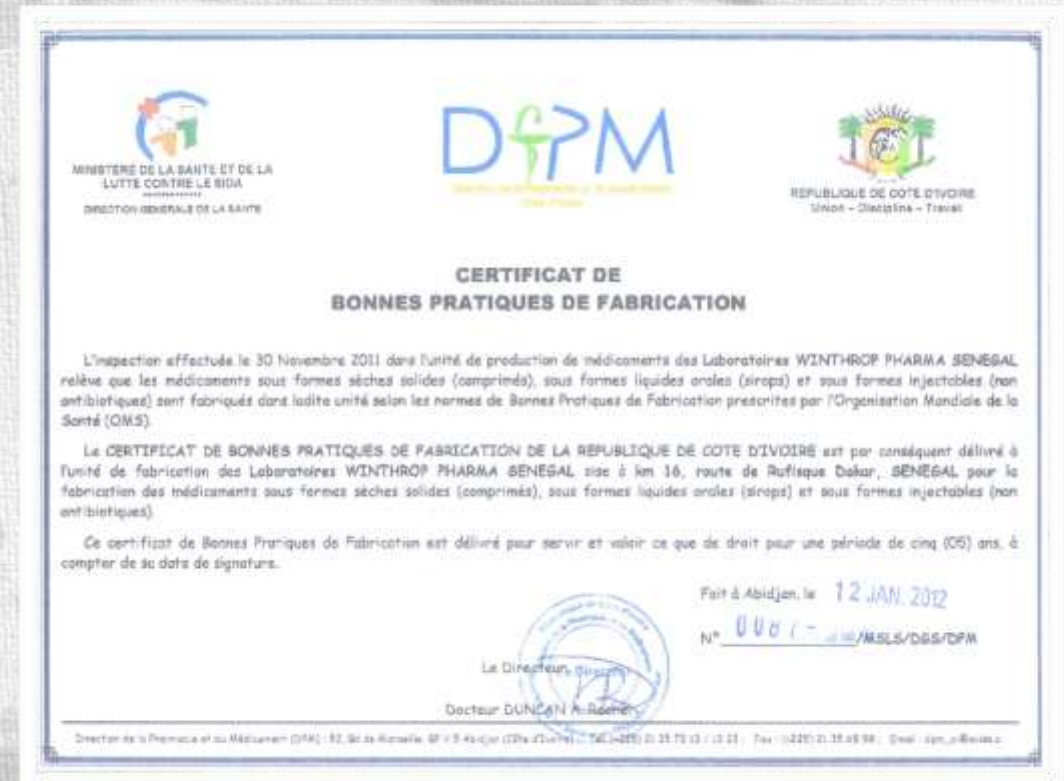 MINISTERE DE LA SANTE ET DE LA
LUTTE CONTRE LE SIDA
DIRECTION GENERALE DE LA SANTE
DPM
REPUBLIQUE DE COTE D'IVOIRE
Union – Discipline – Travail
CERTIFICAT DE
BONNES PRATIQUES DE FABRICATION
L'inspection effectuée le 30 Novembre 2011 dans l'unité de production de médicaments des Laboratoires WINTHROP PHARMA SENEGAL
relève que les médicaments sous formes sèches solides (comprimés), sous formes liquides orales (sirops) et sous formes injectables (non
antibiotiques) sont fabriqués dans ladite unité selon les normes de Bonnes Pratiques de Fabrication prescrites par l'Organisation Mondiale de la
Santé (OMS).
Le CERTIFICAT DE BONNES PRATIQUES DE FABRICATION DE LA REPUBLIQUE DE COTE D'IVOIRE est par conséquent délivré à
l'unité de fabrication des Laboratoires WINTHROP PHARMA SENEGAL sise à km 16, route de Rufisque Dakar, SENEGAL pour la
fabrication des médicaments sous formes sèches solides (comprimés), sous formes liquides orales (sirops) et sous formes injectables (non
antibiotiques).
Ce certificat de Bonnes Pratiques de Fabrication est délivré pour servir et valoir ce que de droit pour une période de cinq (05) ans, à
compter de sa date de signature.
Fait à Abidjan, le 12 JAN. 2012
N° /MSLS/DGS/DPM
Le Directeur
Docteur DUNCAN A.
Direction de la Pharmacie et du Médicament (DPM)